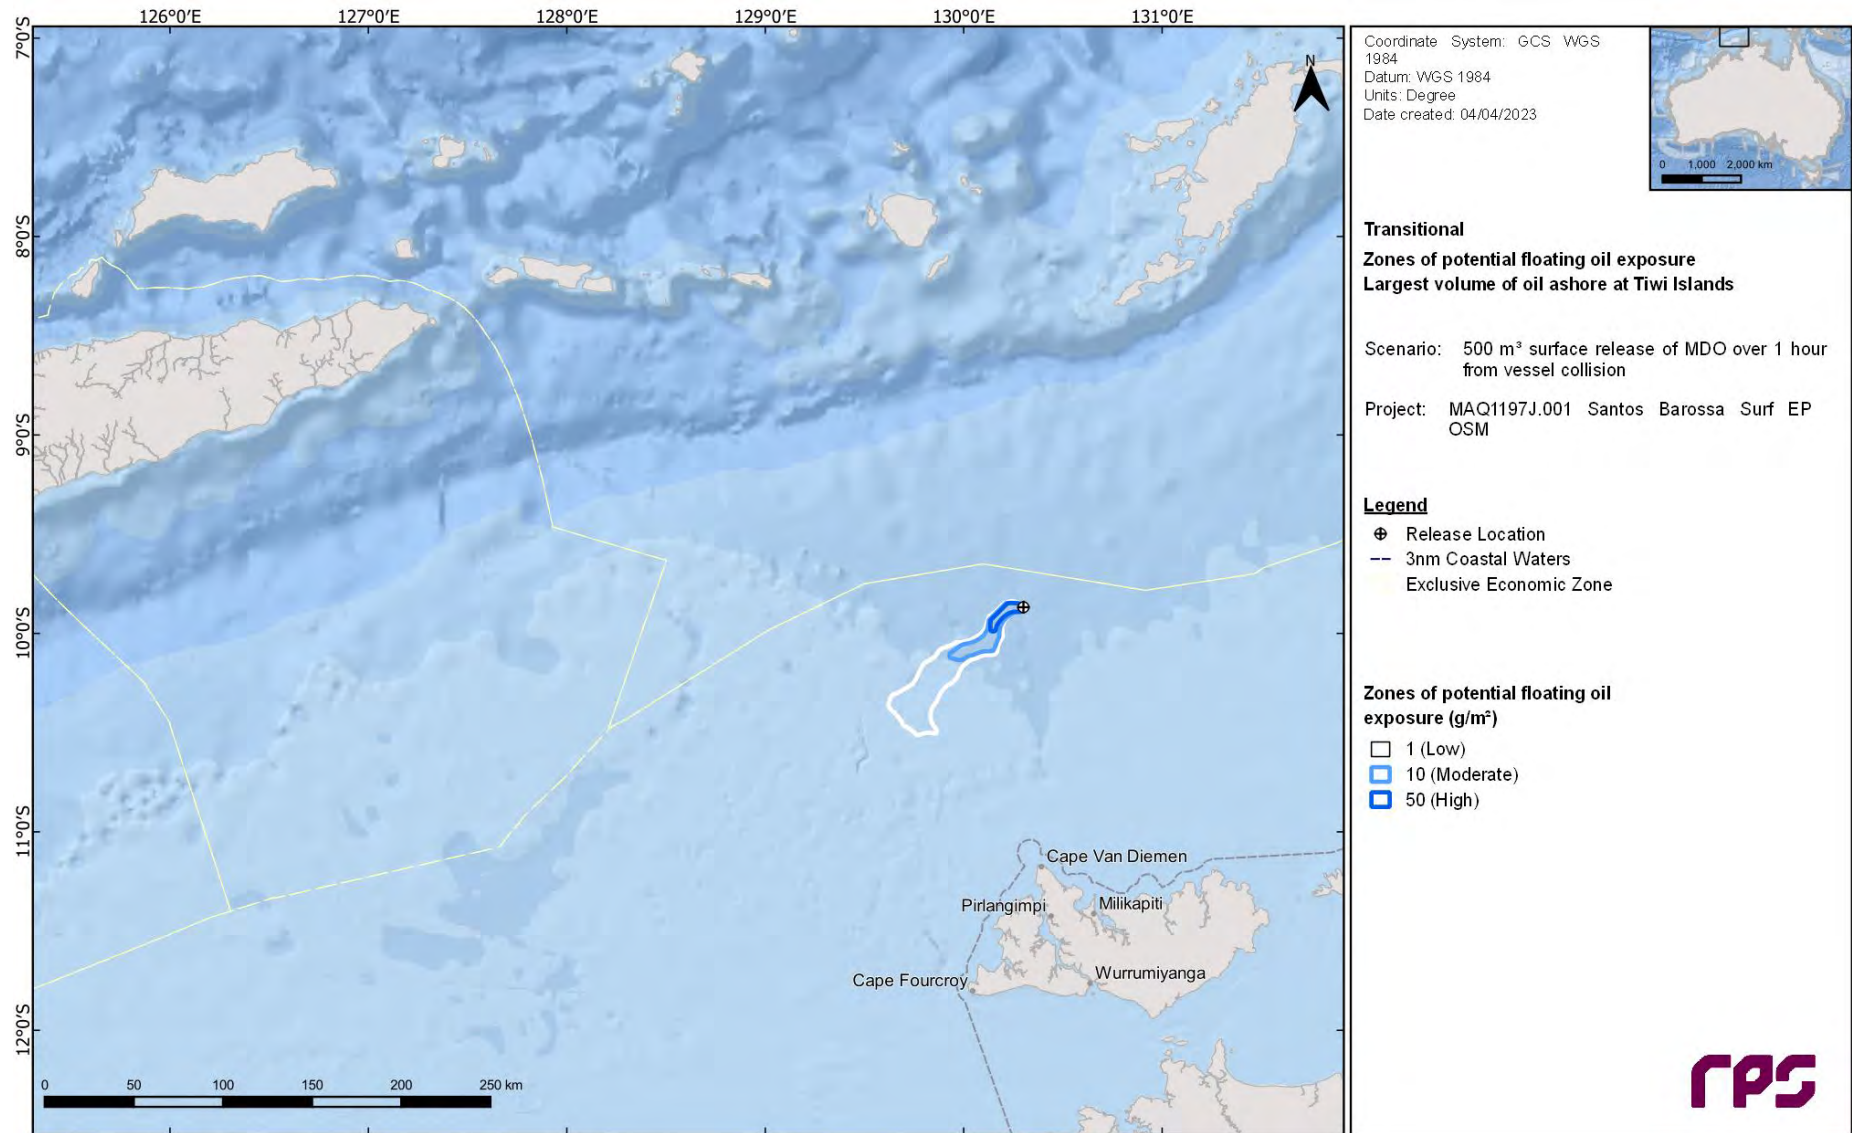 126°0'E 127°0'E 128°0'E 129°0'E 130°0'E 131°0'E
7°0'S
8°0'S
9°0'S
10°0'S
11°0'S
12°0'S
N
Cape Van Diemen
Pirlangimpi
Milikapiti
Cape Fourcroy
Wurrumiyanga
0 50 100 150 200 250 km
Coordinate System: GCS WGS
1984
Datum: WGS 1984
Units: Degree
Date created: 04/04/2023
0 1,000 2,000 km
Transitional
Zones of potential floating oil exposure
Largest volume of oil ashore at Tiwi Islands
Scenario: 500 m³ surface release of MDO over 1 hour
from vessel collision
Project: MAQ1197J.001 Santos Barossa Surf EP
OSM
Legend
Release Location
3nm Coastal Waters
Exclusive Economic Zone
Zones of potential floating oil
exposure (g/m²)
1 (Low)
10 (Moderate)
50 (High)
rps